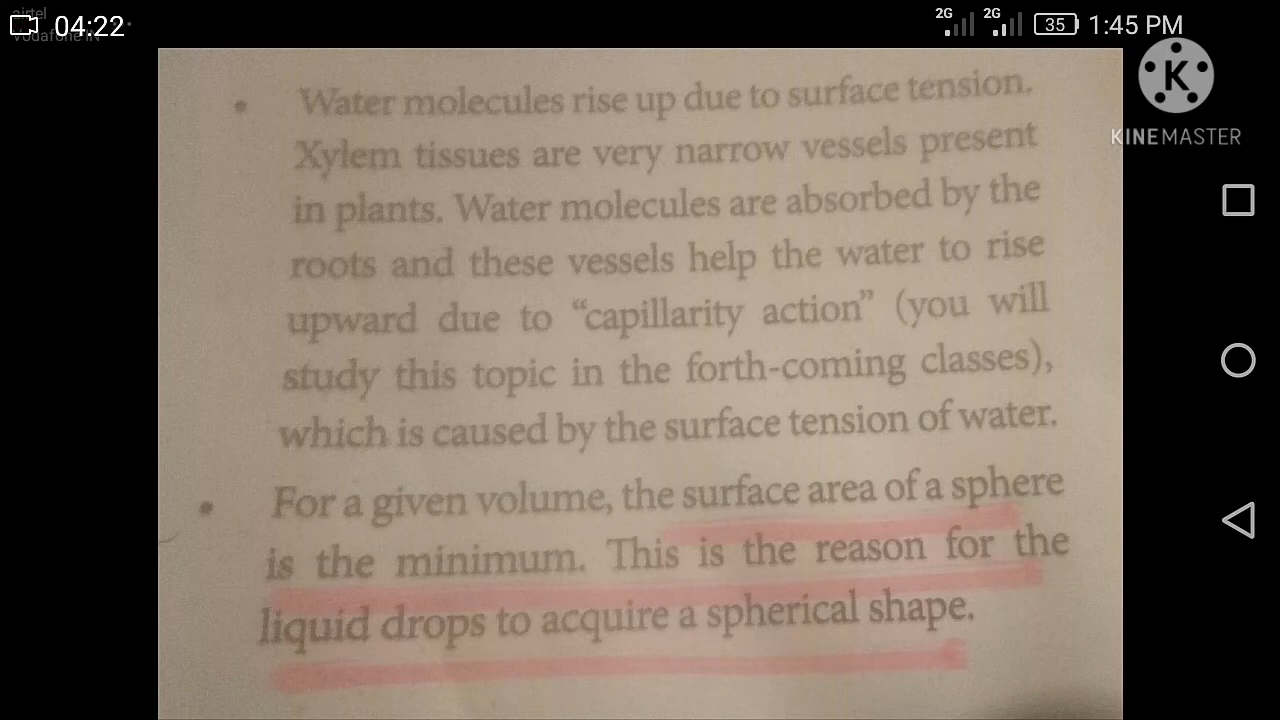 airtel
04:22
Vodafone IN
2G 2G 35 1:45 PM
K
KINEMASTER
• Water molecules rise up due to surface tension.
Xylem tissues are very narrow vessels present
in plants. Water molecules are absorbed by the
roots and these vessels help the water to rise
upward due to “capillarity action” (you will
study this topic in the forth-coming classes),
which is caused by the surface tension of water.
• For a given volume, the surface area of a sphere
is the minimum. This is the reason for the
liquid drops to acquire a spherical shape.